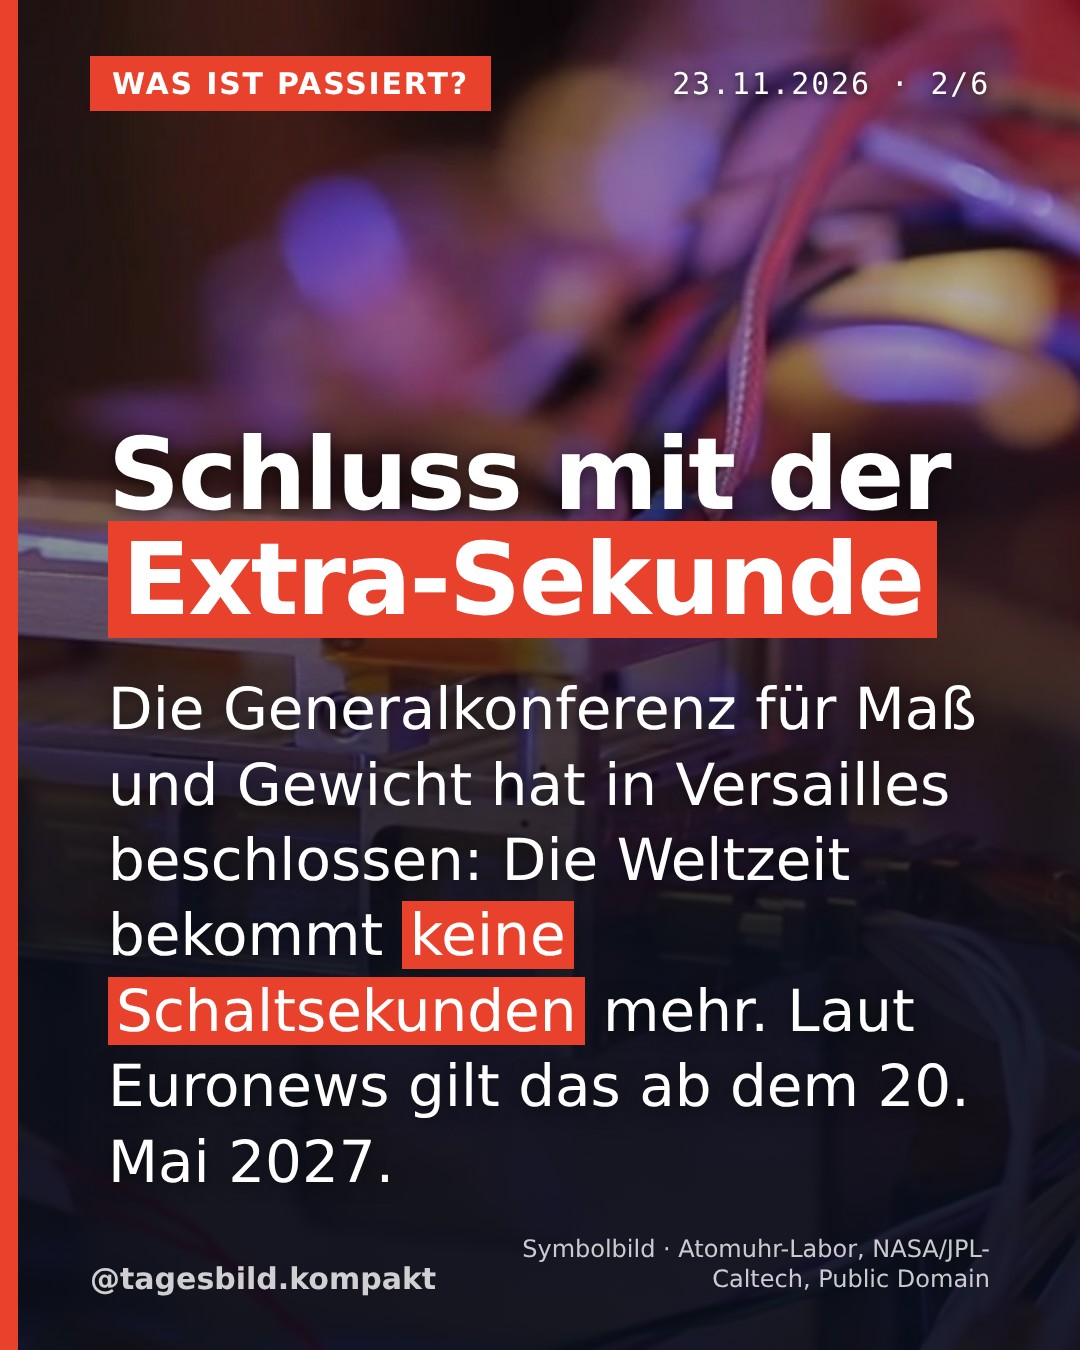 WAS IST PASSIERT?
23.11.2026 · 2/6
Schluss mit der
Extra-Sekunde
Die Generalkonferenz für Maß
und Gewicht hat in Versailles
beschlossen: Die Weltzeit
bekommt keine
Schaltsekunden mehr. Laut
Euronews gilt das ab dem 20.
Mai 2027.
@tagesbild.kompakt
Symbolbild · Atomuhr-Labor, NASA/JPL-
Caltech, Public Domain